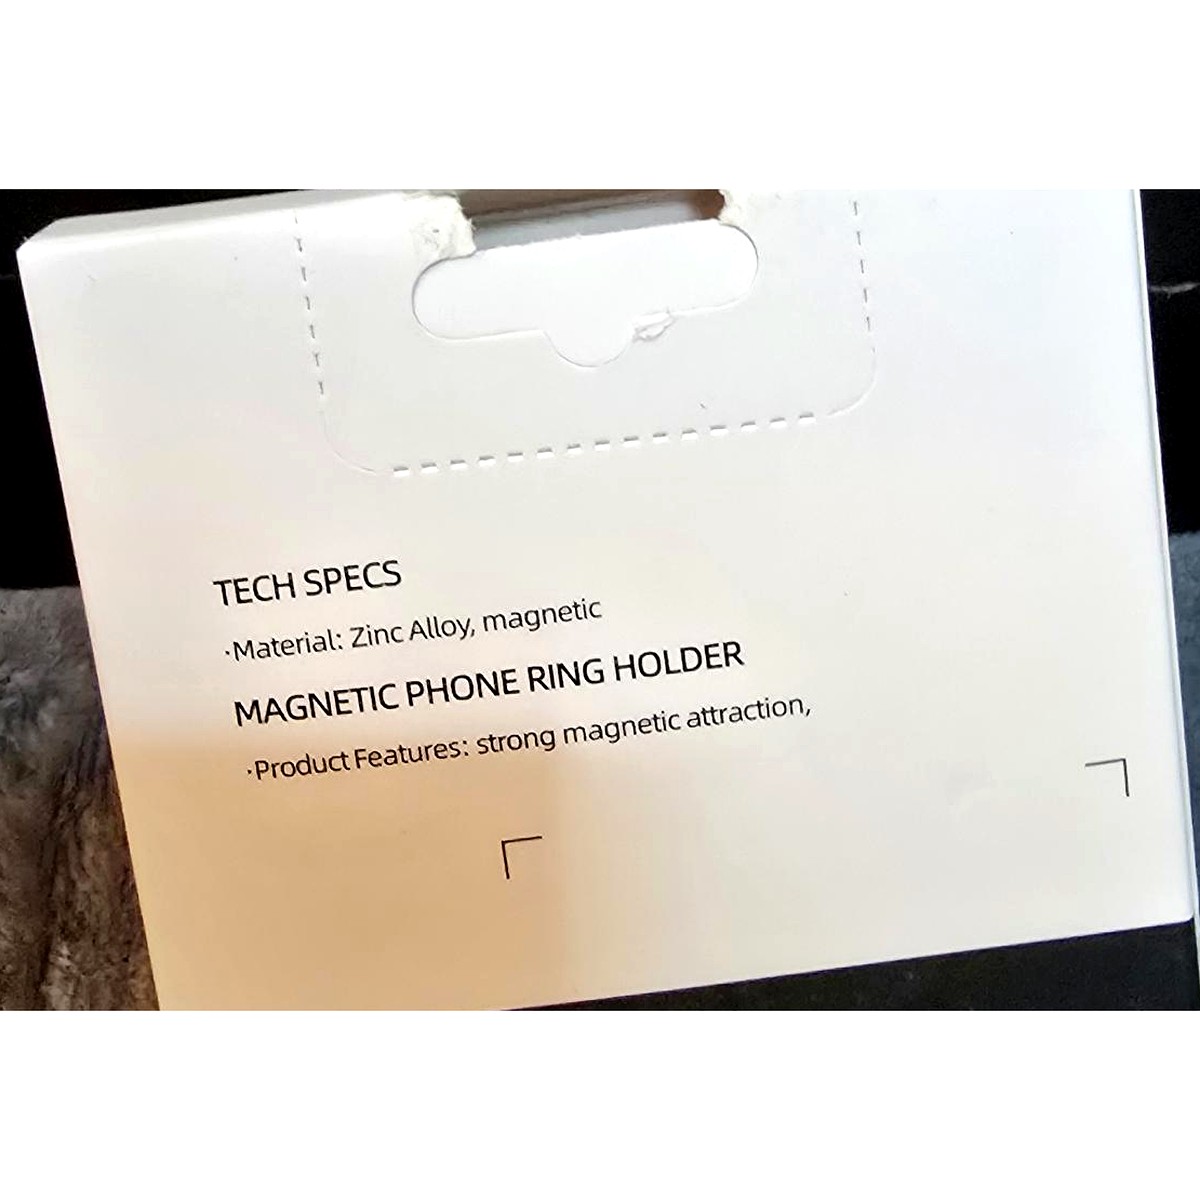 TECH SPECS
·Material: Zinc Alloy, magnetic
MAGNETIC PHONE RING HOLDER
·Product Features: strong magnetic attraction,